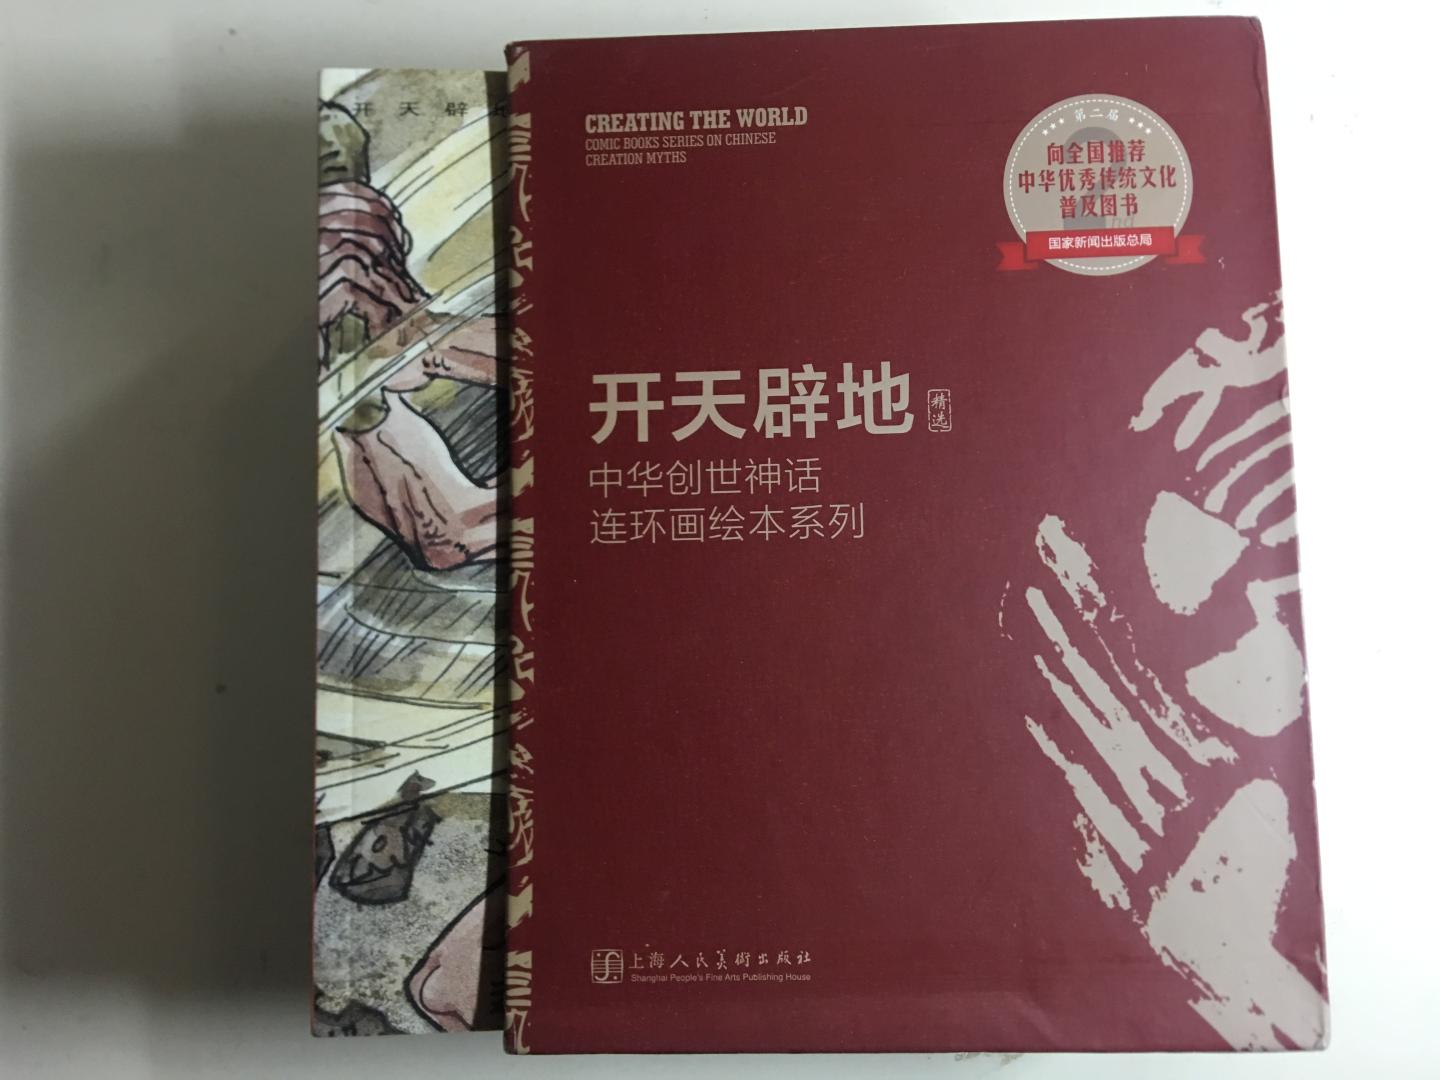 开天辟
CREATING THE WORLD
COMIC BOOKS SERIES ON CHINESE
CREATION MYTHS
第二届
向全国推荐
中华优秀传统文化
普及图书
国家新闻出版总局
开天辟地
精选
中华创世神话
连环画绘本系列
上海人民美術出版社
Shanghai People's Fine Arts Publishing House